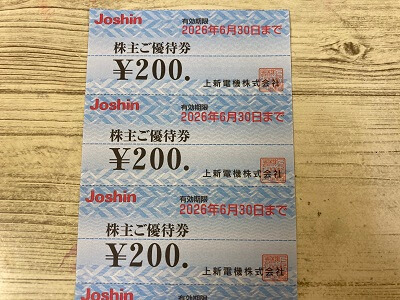 Joshin
有効期限
2026年6月30日まで
株主ご優待券
¥200.
上新電機株式会社
Joshin
有効期限
2026年6月30日まで
株主ご優待券
¥200.
上新電機株式会社
Joshin
有効期限
2026年6月30日まで
株主ご優待券
¥200.
上新電機株式会社
Joshin
有効期限